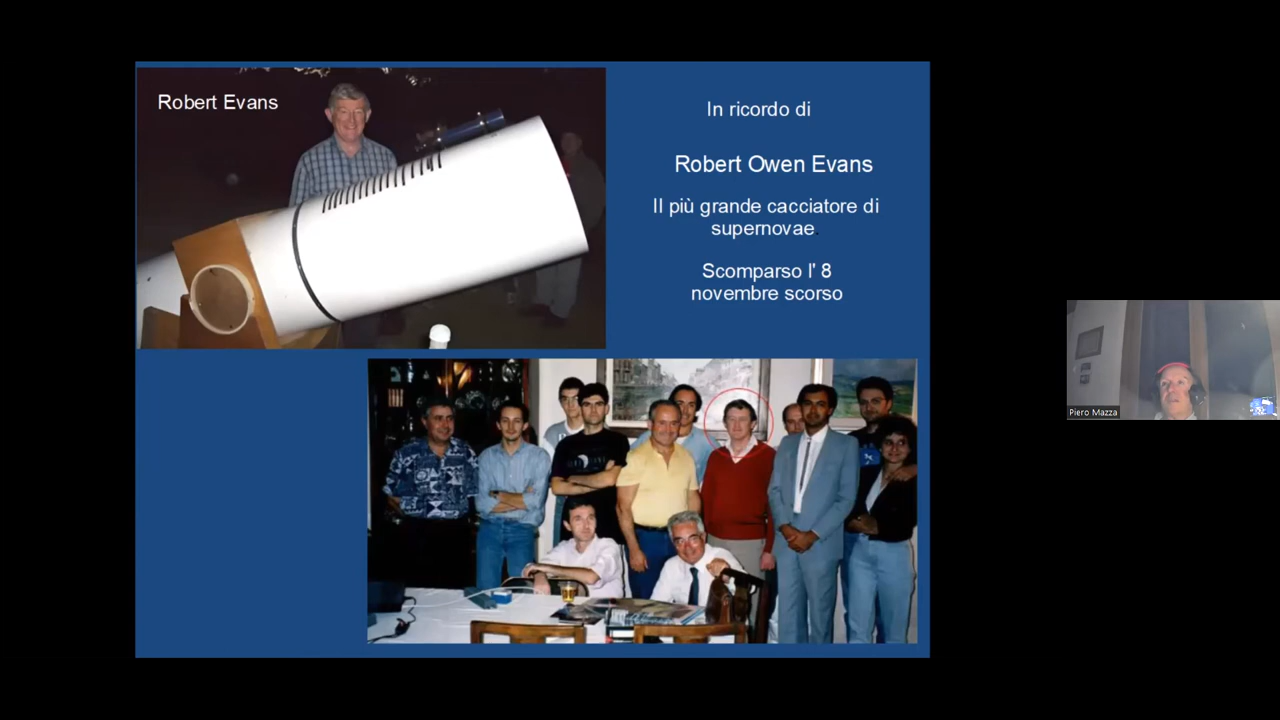 Robert Evans
In ricordo di
Robert Owen Evans
Il più grande cacciatore di
supernovae.
Scomparso l' 8
novembre scorso
Piero Mazza